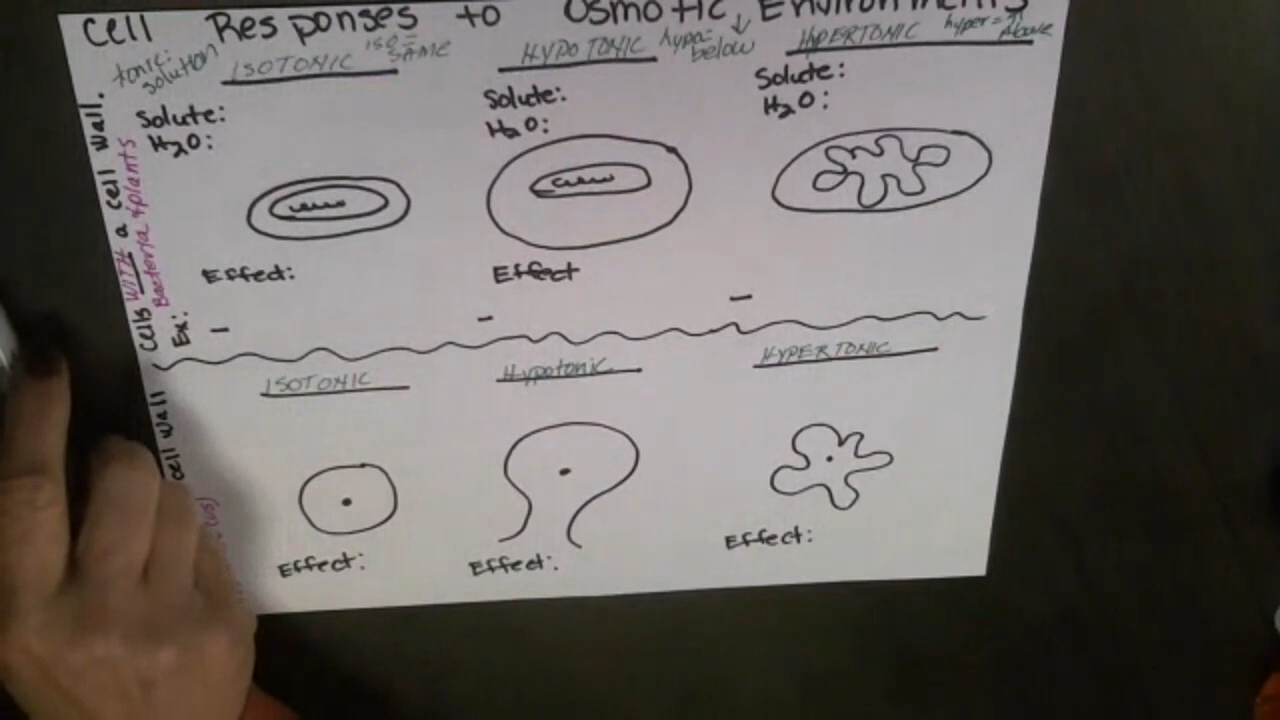 Cell Responses to Osmotic Environments
tonic: solution
ISOTONIC iso = SAME
HYPOTONIC hypo: below
HYPERTONIC hyper = Above
Solute:
H₂O:
Solute:
H₂O:
Solute:
H₂O:
Cells WITH a cell wall.
Bacteria & plants
Effect:
Effect
Ex:
ISOTONIC
Hypotonic
HYPERTONIC
cell wall
Effect:
Effect:
Effect: